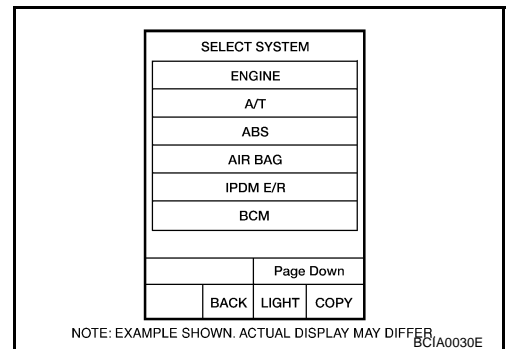 SELECT SYSTEM
ENGINE
A/T
ABS
AIR BAG
IPDM E/R
BCM
Page Down
BACK LIGHT COPY
NOTE: EXAMPLE SHOWN. ACTUAL DISPLAY MAY DIFFER.
BCIA0030E